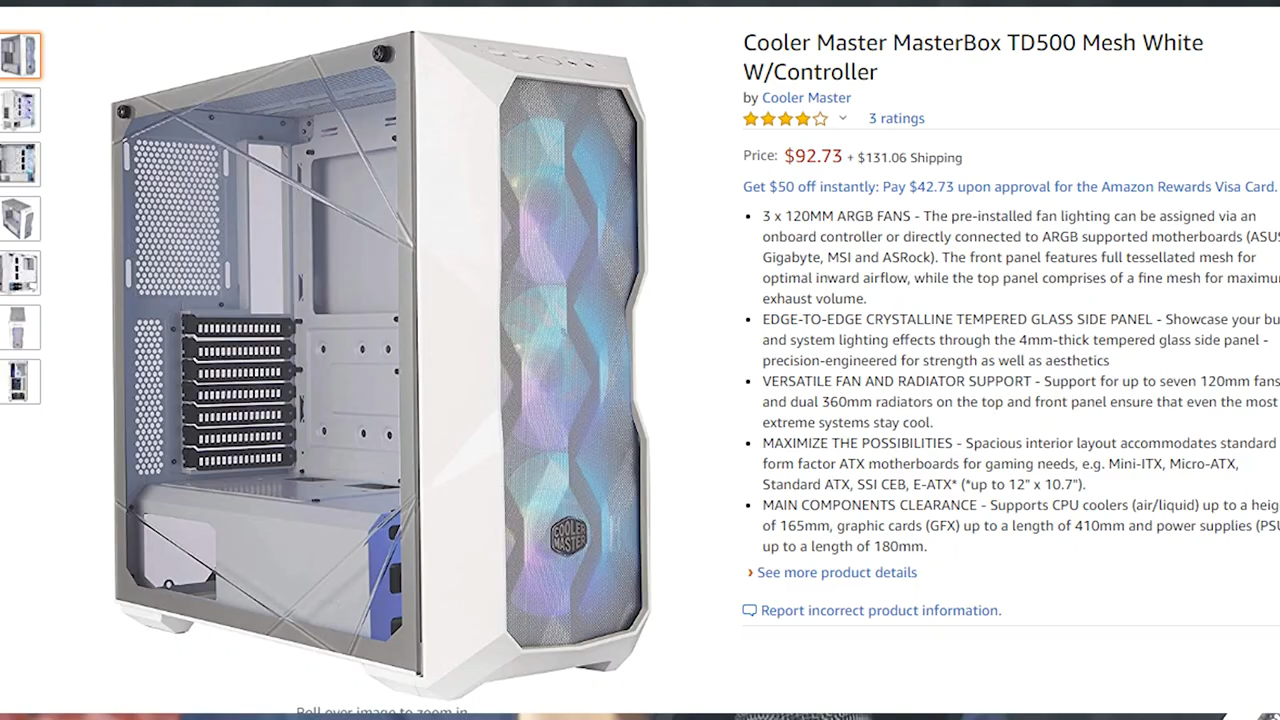 Cooler Master MasterBox TD500 Mesh White
W/Controller
by Cooler Master
3 ratings
Price: $92.73 + $131.06 Shipping
Get $50 off instantly: Pay $42.73 upon approval for the Amazon Rewards Visa Card.
• 3 x 120MM ARGB FANS - The pre-installed fan lighting can be assigned via an
onboard controller or directly connected to ARGB supported motherboards (ASUS
Gigabyte, MSI and ASRock). The front panel features full tessellated mesh for
optimal inward airflow, while the top panel comprises of a fine mesh for maximu
exhaust volume.
• EDGE-TO-EDGE CRYSTALLINE TEMPERED GLASS SIDE PANEL - Showcase your bu
and system lighting effects through the 4mm-thick tempered glass side panel -
precision-engineered for strength as well as aesthetics
• VERSATILE FAN AND RADIATOR SUPPORT - Support for up to seven 120mm fans
and dual 360mm radiators on the top and front panel ensure that even the most
extreme systems stay cool.
• MAXIMIZE THE POSSIBILITIES - Spacious interior layout accommodates standard
form factor ATX motherboards for gaming needs, e.g. Mini-ITX, Micro-ATX,
Standard ATX, SSI CEB, E-ATX* (*up to 12" x 10.7").
• MAIN COMPONENTS CLEARANCE - Supports CPU coolers (air/liquid) up to a heig
of 165mm, graphic cards (GFX) up to a length of 410mm and power supplies (PSU
up to a length of 180mm.
› See more product details
Report incorrect product information.
COOLER
MASTER
Roll over image to zoom in